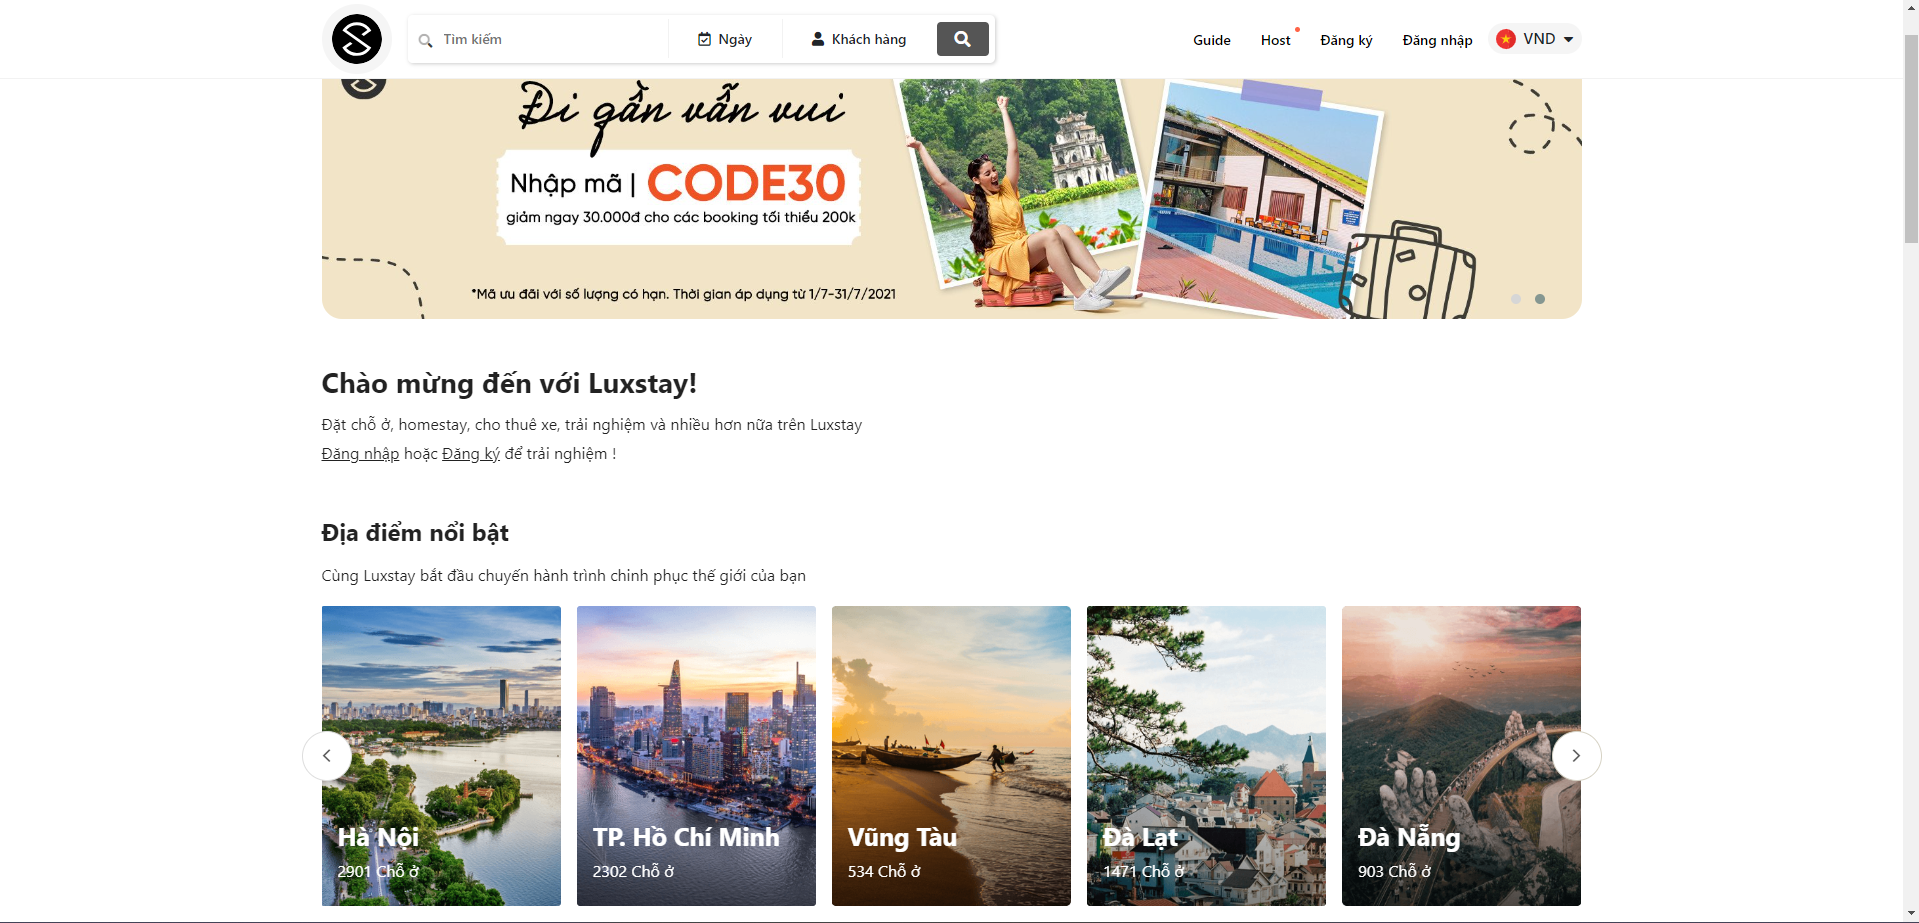 Tìm kiếm
Ngày
Khách hàng
Guide
Host
Đăng ký
Đăng nhập
VND
Đi gần vẫn vui
Nhập mã | CODE30
giảm ngay 30.000đ cho các booking tối thiểu 200k
*Mã ưu đãi với số lượng có hạn. Thời gian áp dụng từ 1/7-31/7/2021
Chào mừng đến với Luxstay!
Đặt chỗ ở, homestay, cho thuê xe, trải nghiệm và nhiều hơn nữa trên Luxstay
Đăng nhập hoặc Đăng ký để trải nghiệm !
Địa điểm nổi bật
Cùng Luxstay bắt đầu chuyến hành trình chinh phục thế giới của bạn
Hà Nội
2901 Chỗ ở
TP. Hồ Chí Minh
2302 Chỗ ở
Vũng Tàu
534 Chỗ ở
Đà Lạt
1471 Chỗ ở
Đà Nẵng
903 Chỗ ở